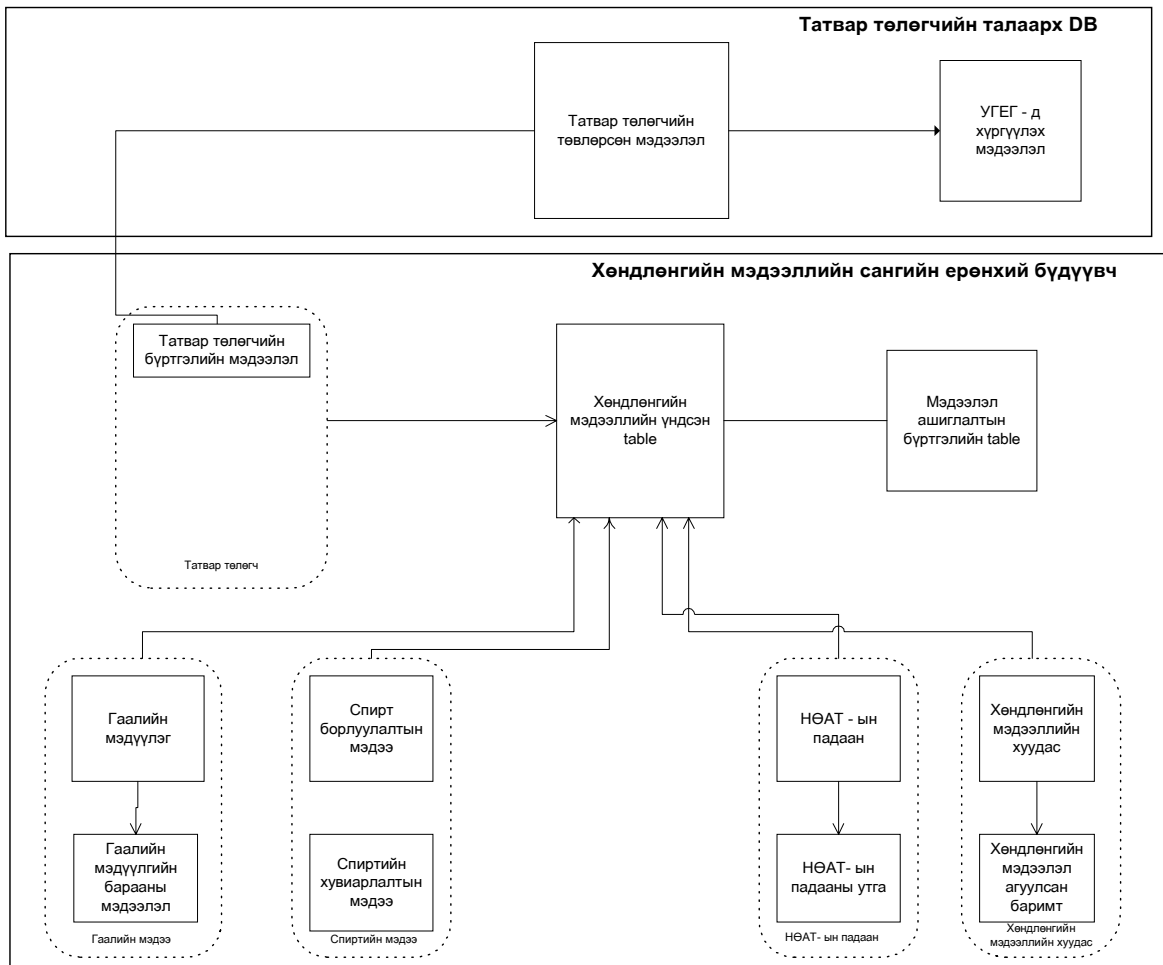 Татвар төлөгчийн талаарх DB
Татвар төлөгчийн
төвлөрсөн мэдээлэл
УГЕГ - д
хүргүүлэх
мэдээлэл
Хөндлөнгийн мэдээллийн сангийн ерөнхий бүдүүвч
Татвар төлөгчийн
бүртгэлийн мэдээлэл
Хөндлөнгийн
мэдээллийн үндсэн
table
Мэдээлэл
ашиглалтын
бүртгэлийн table
Татвар төлөгч
Гаалийн
мэдүүлэг
Спирт
борлуулалтын
мэдээ
НӨАТ - ын
падаан
Хөндлөнгийн
мэдээллийн
хуудас
Гаалийн
мэдүүлгийн
барааны
мэдээлэл
Спиртийн
хувиарлалтын
мэдээ
НӨАТ- ын
падааны утга
Хөндлөнгийн
мэдээлэл
агуулсан
баримт
Гаалийн мэдээ
Спиртийн мэдээ
НӨАТ- ын падаан
Хөндлөнгийн
мэдээллийн хуудас